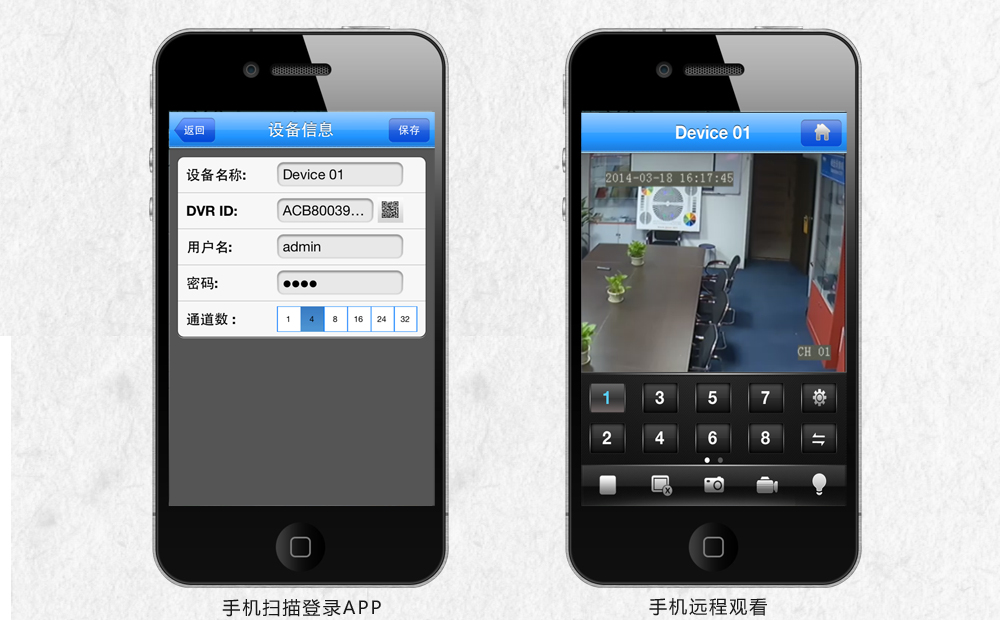 返回
设备信息
保存
设备名称:
Device 01
DVR ID:
ACB80039...
用户名:
admin
密码:
●●●●
通道数：
1 4 8 16 24 32
手机扫描登录APP
Device 01
2014-03-18 16:17:45
CH 01
1 3 5 7
2 4 6 8
手机远程观看